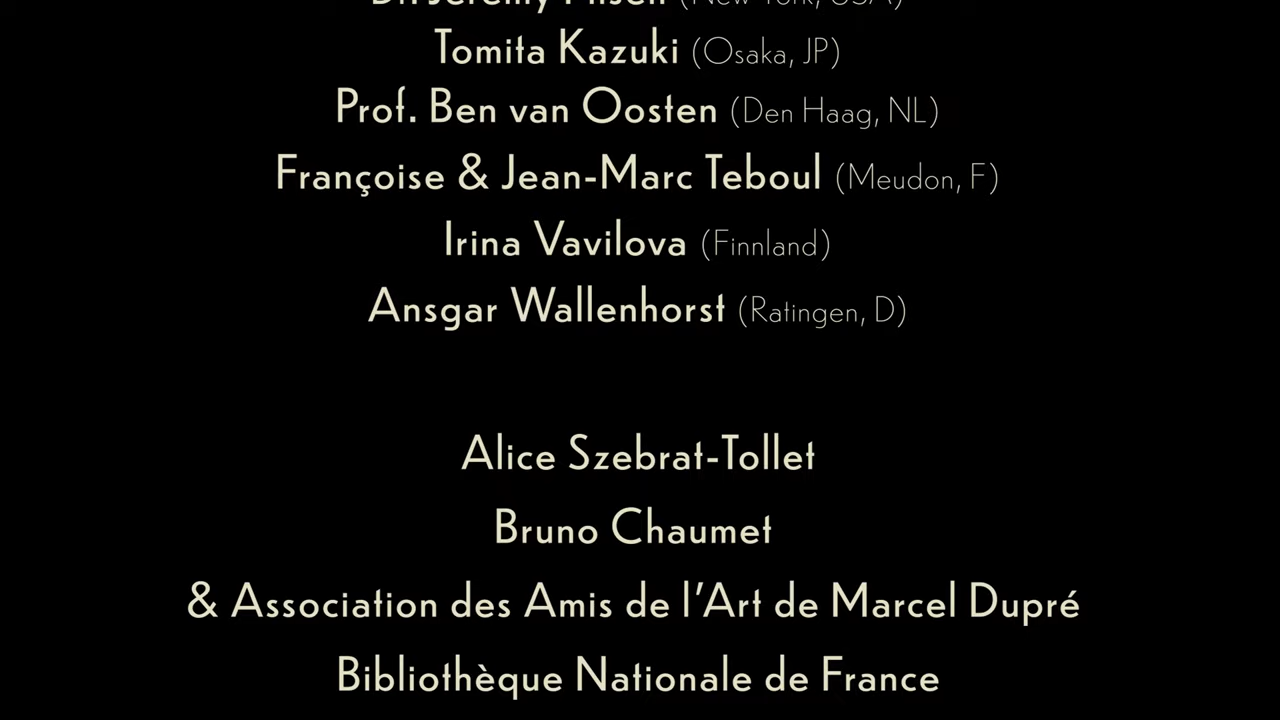 Tomita Kazuki (Osaka, JP)
Prof. Ben van Oosten (Den Haag, NL)
Françoise & Jean-Marc Teboul (Meudon, F)
Irina Vavilova (Finnland)
Ansgar Wallenhorst (Ratingen, D)
Alice Szebrat-Tollet
Bruno Chaumet
& Association des Amis de l'Art de Marcel Dupré
Bibliothèque Nationale de France